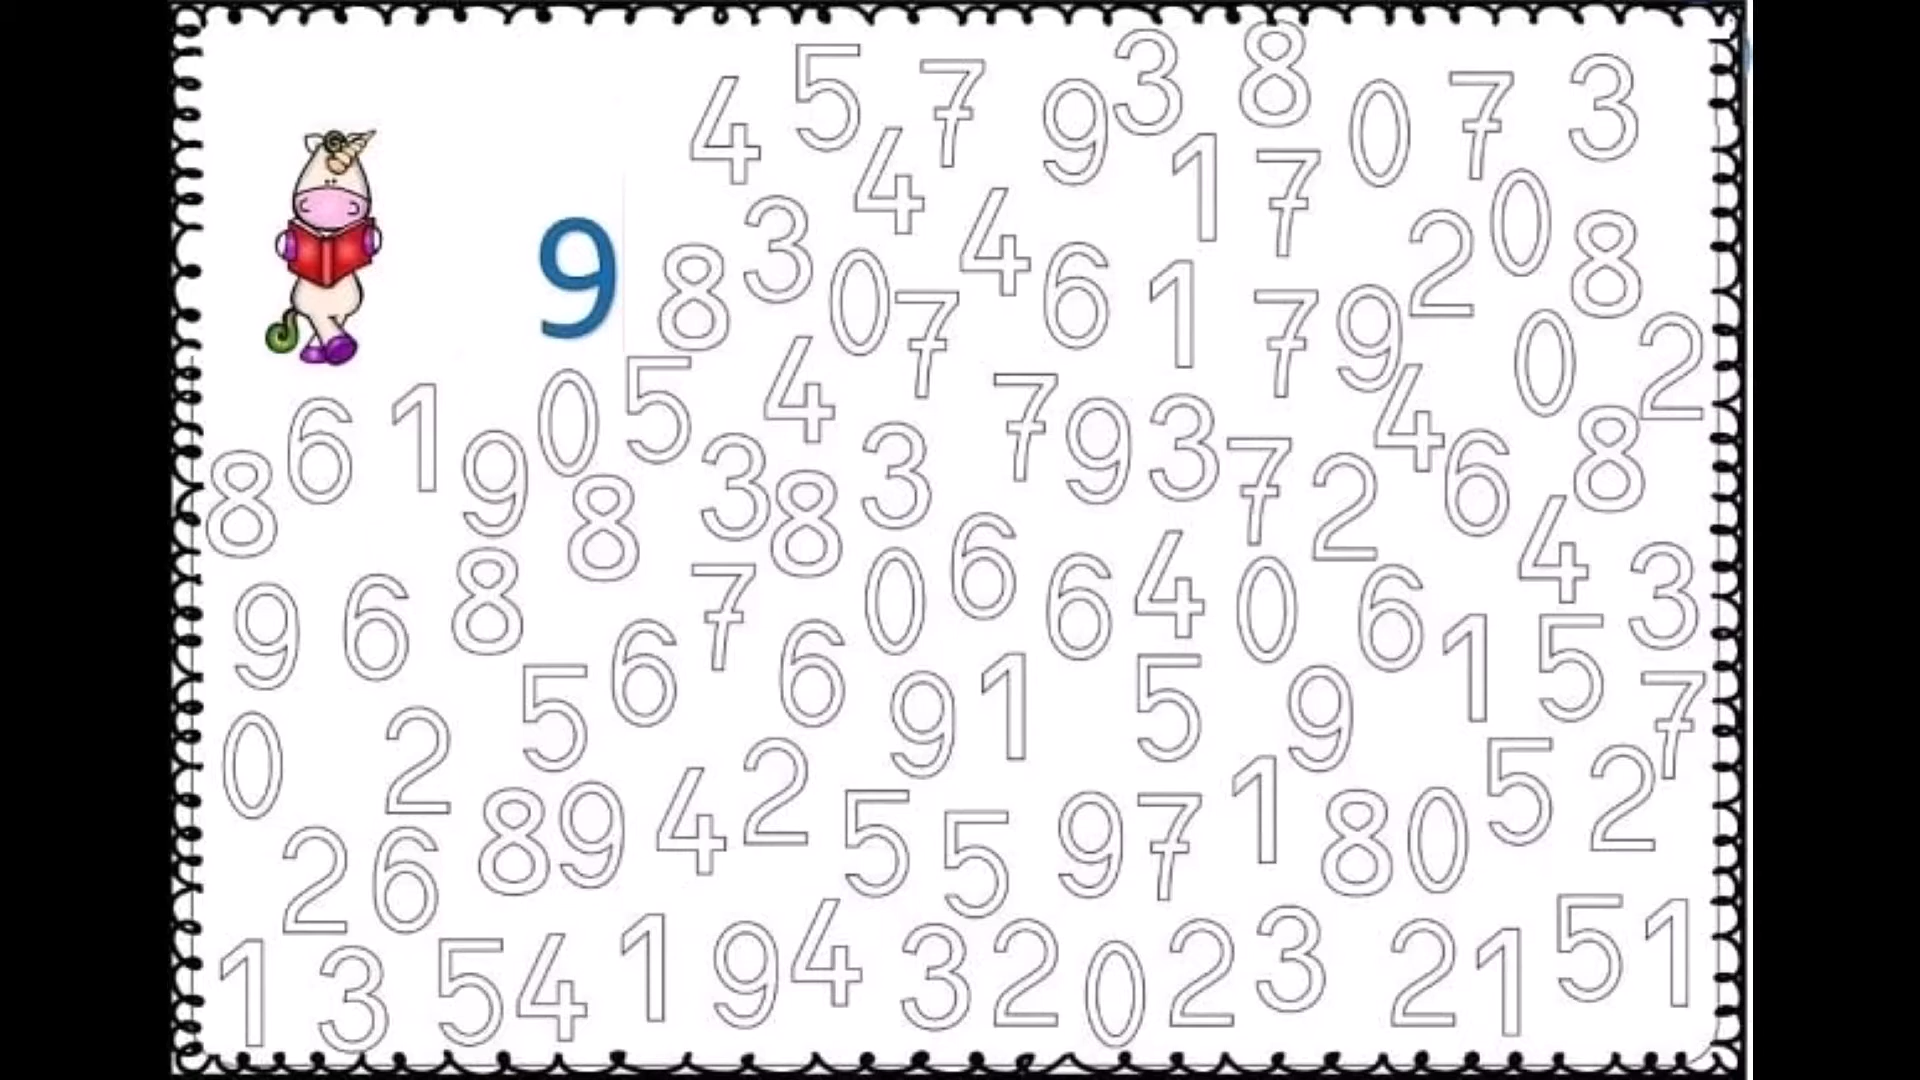 5 7 3 8
4 9 0 7 3
4 1 7
9 8 3 0 4 6 1 2 0 8
7 7 9 0 2
6 1 0 5 4 7 9 3 4 8
8 9 8 3 8 3 7 2 6
9 6 8 7 0 6 6 4 0 6 4 3
5 6 6 9 1 5 9 1 5 7
0 2 8 9 4 2 5 5 9 7 1 8 0 5 2
2 6
1 3 5 4 1 9 4 3 2 0 2 3 2 1 5 1